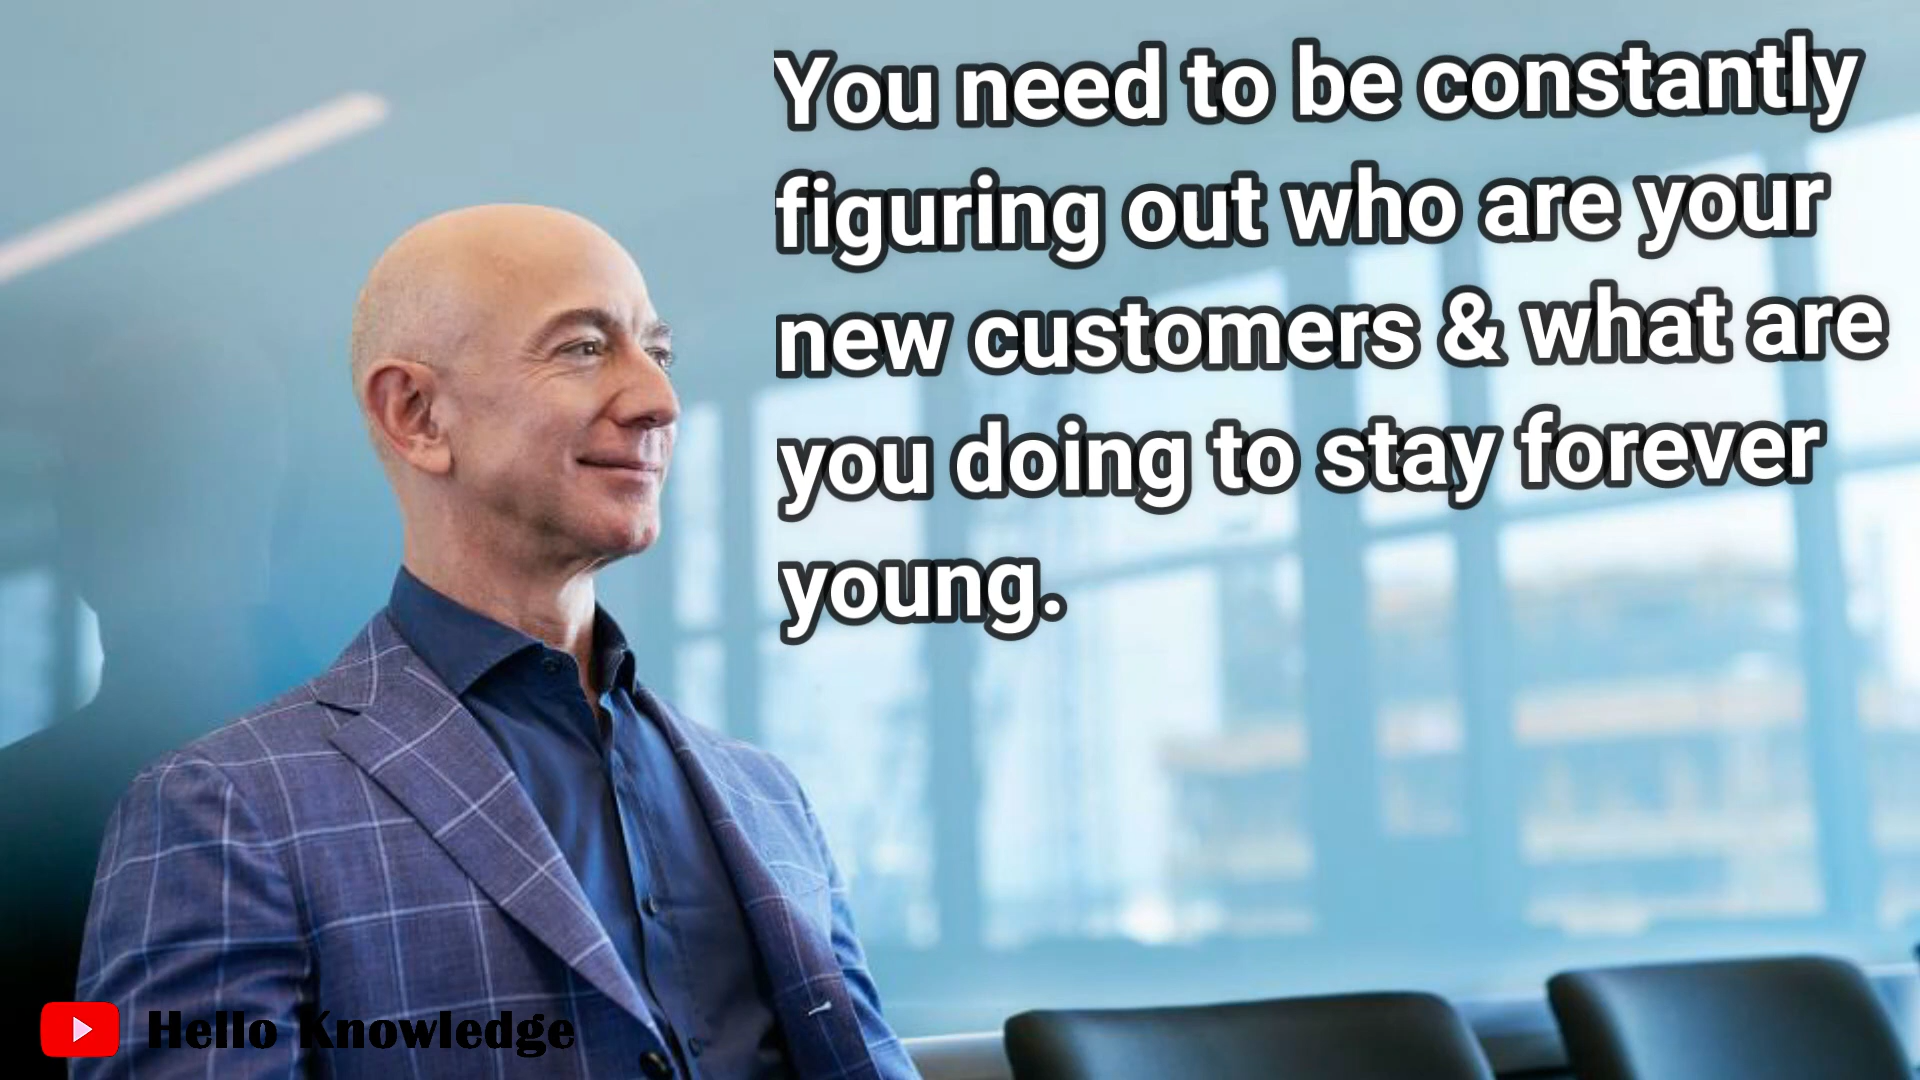 You need to be constantly
figuring out who are your
new customers & what are
you doing to stay forever
young.
Hello Knowledge